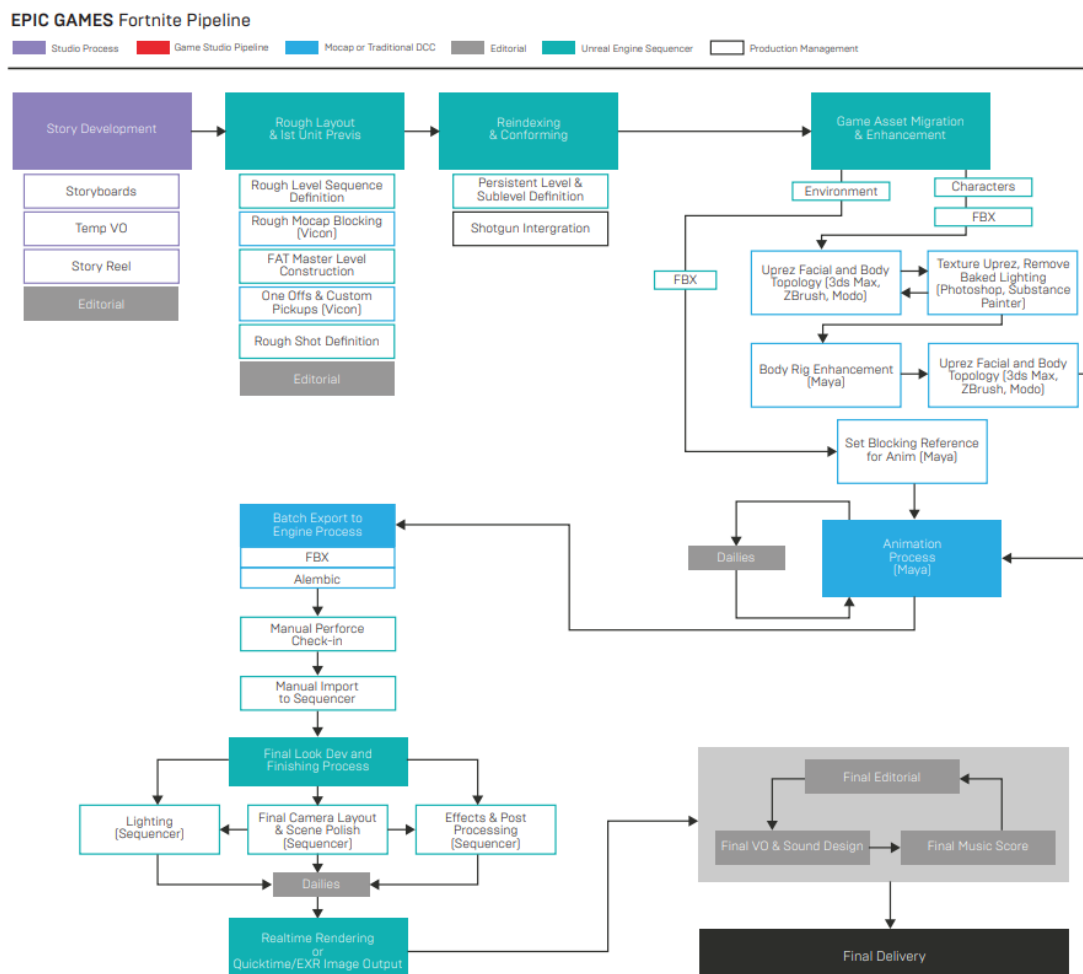 EPIC GAMES Fortnite Pipeline
Studio Process
Game Studio Pipeline
Mocap or Traditional DCC
Editorial
Unreal Engine Sequencer
Production Management
Story Development
Storyboards
Temp VO
Story Reel
Editorial
Rough Layout
& Ist Unit Previs
Rough Level Sequence
Definition
Rough Mocap Blocking
(Vicon)
FAT Master Level
Construction
One Offs & Custom
Pickups (Vicon)
Rough Shot Definition
Editorial
Reindexing
& Conforming
Persistent Level &
Sublevel Definition
Shotgun Intergration
Game Asset Migration
& Enhancement
Environment
Characters
FBX
FBX
Uprez Facial and Body
Topology (3ds Max,
ZBrush, Modo)
Texture Uprez, Remove
Baked Lighting
(Photoshop, Substance
Painter)
Body Rig Enhancement
(Maya)
Uprez Facial and Body
Topology (3ds Max,
ZBrush, Modo)
Set Blocking Reference
for Anim (Maya)
Animation
Process
(Maya)
Dailies
Batch Export to
Engine Process
FBX
Alembic
Manual Perforce
Check-in
Manual Import
to Sequencer
Final Look Dev and
Finishing Process
Lighting
(Sequencer)
Final Camera Layout
& Scene Polish
(Sequencer)
Effects & Post
Processing
(Sequencer)
Dailies
Realtime Rendering
or
Quicktime/EXR Image Output
Final Editorial
Final VO & Sound Design
Final Music Score
Final Delivery